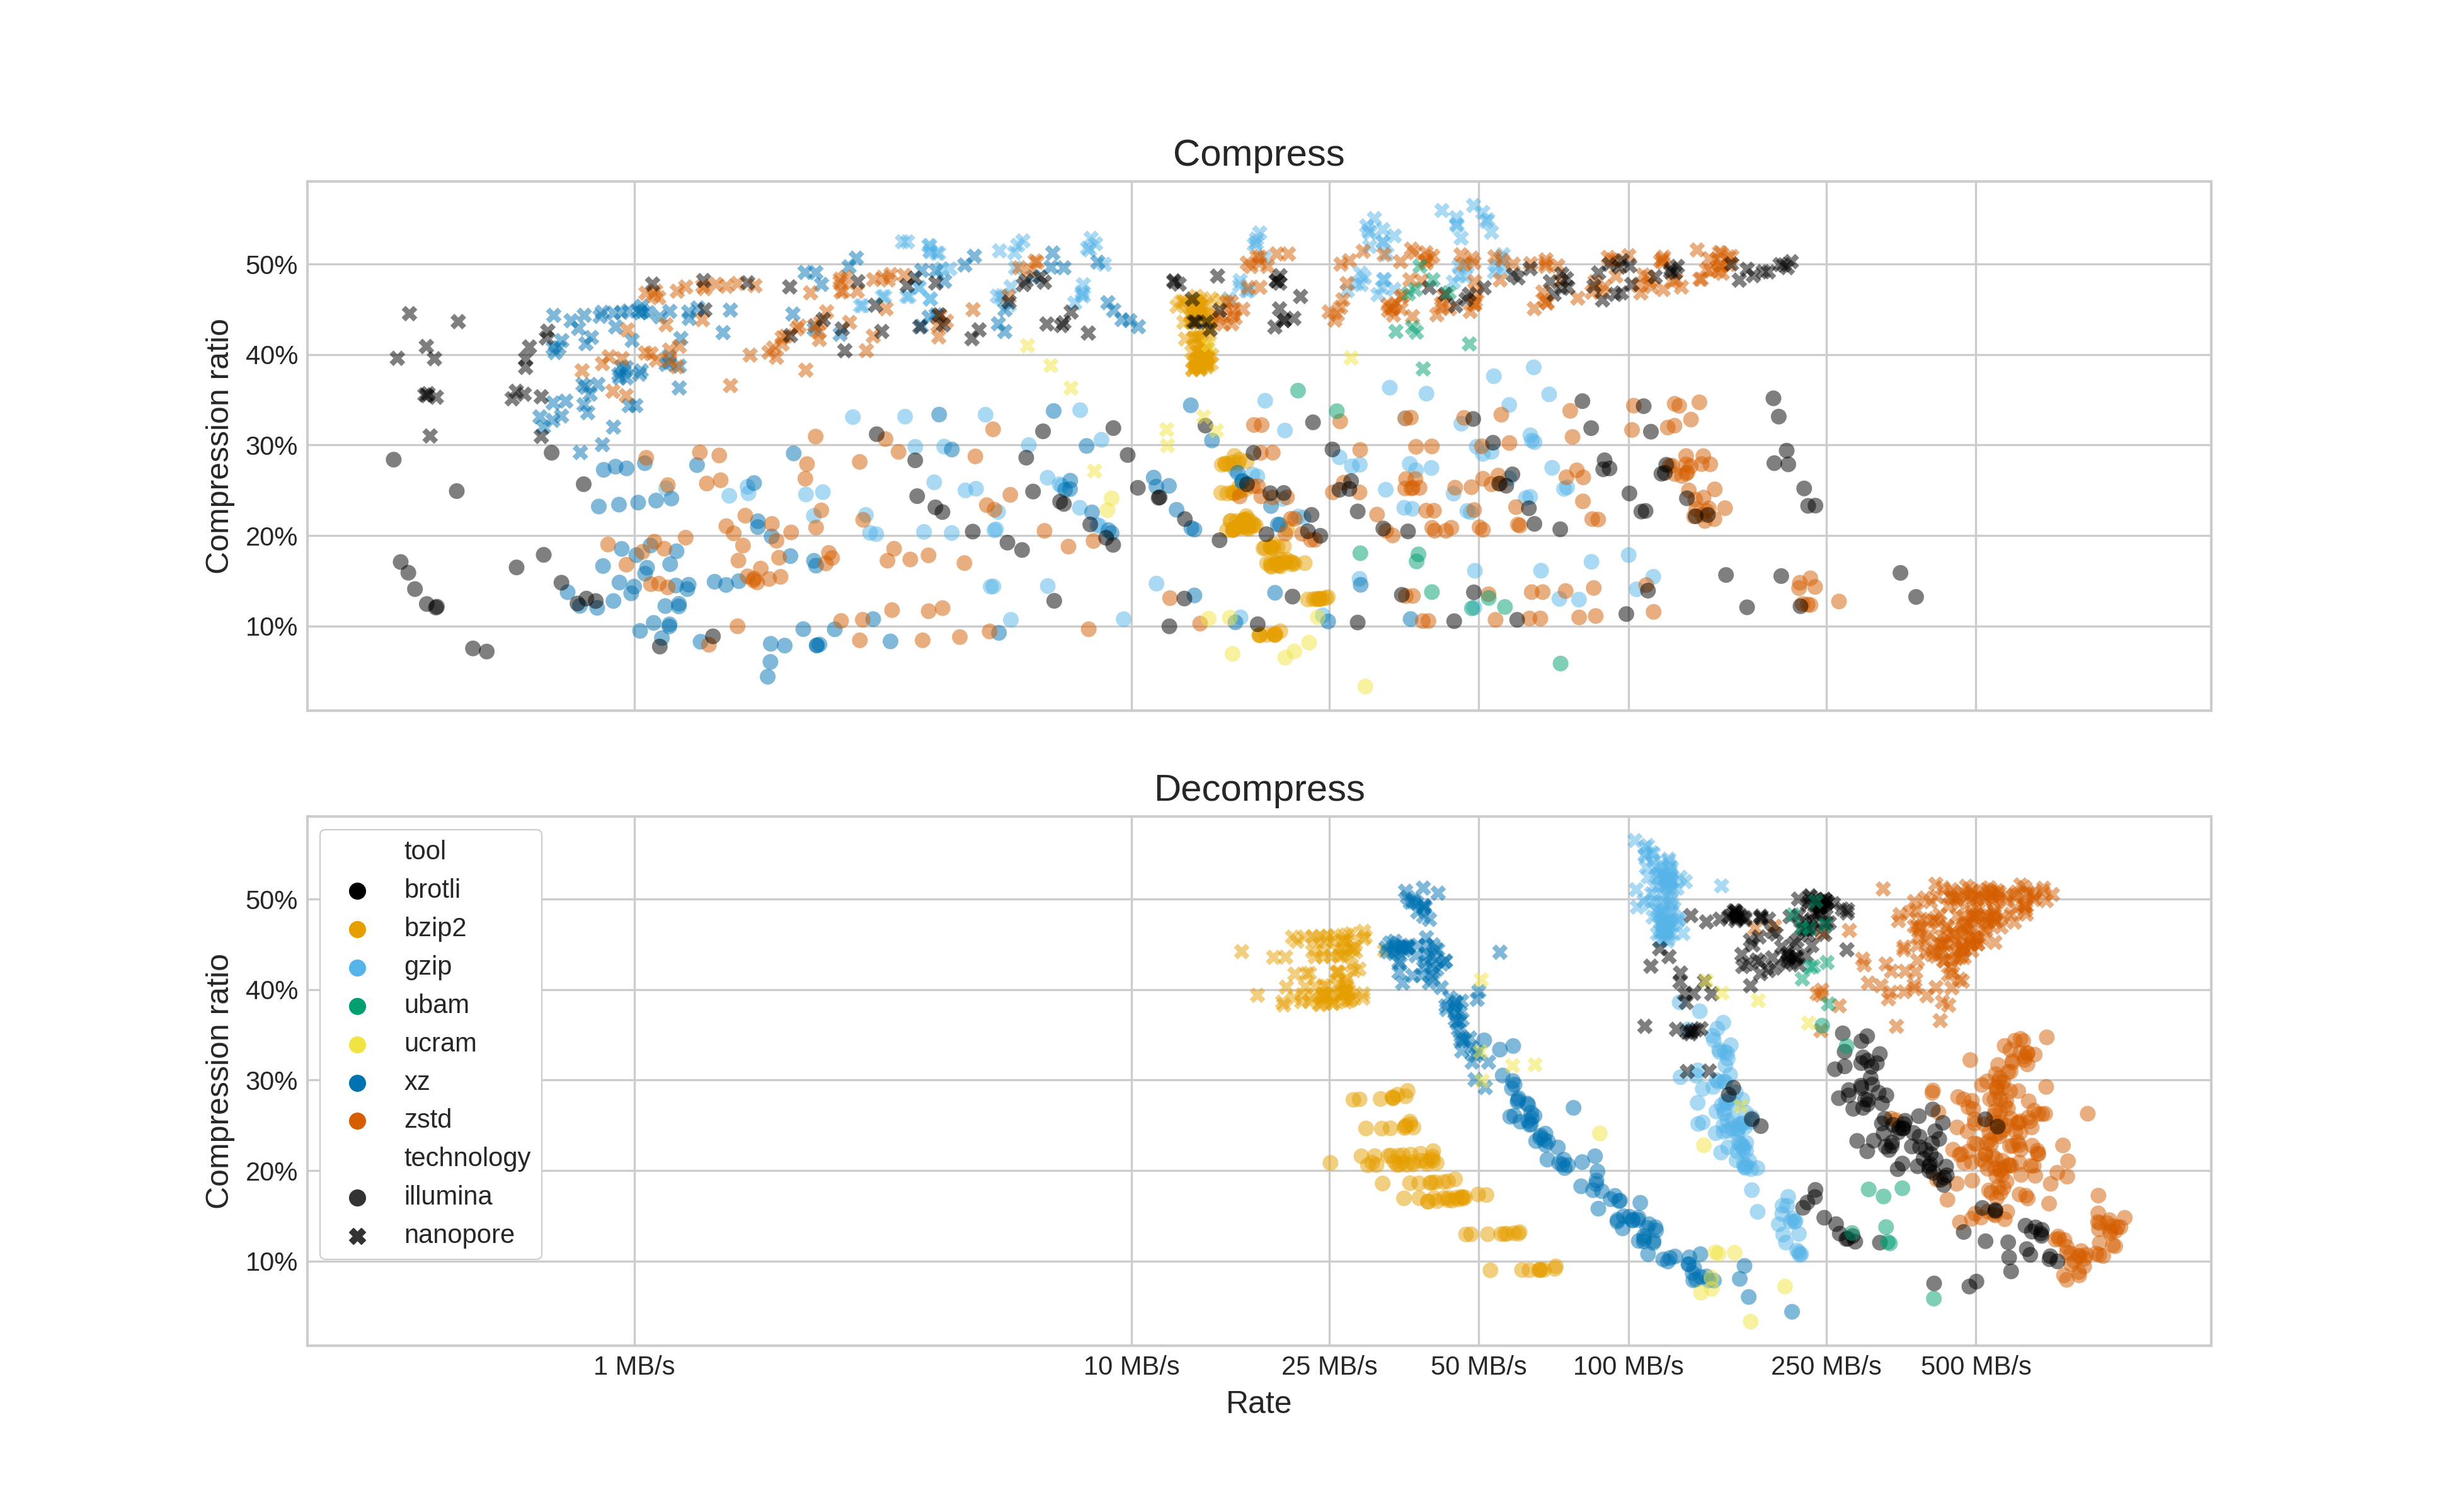 Compress
Compression ratio
50%
40%
30%
20%
10%
Decompress
Compression ratio
50%
40%
30%
20%
10%
tool
brotli
bzip2
gzip
ubam
ucram
xz
zstd
technology
illumina
nanopore
1 MB/s 10 MB/s 25 MB/s 50 MB/s 100 MB/s 250 MB/s 500 MB/s
Rate